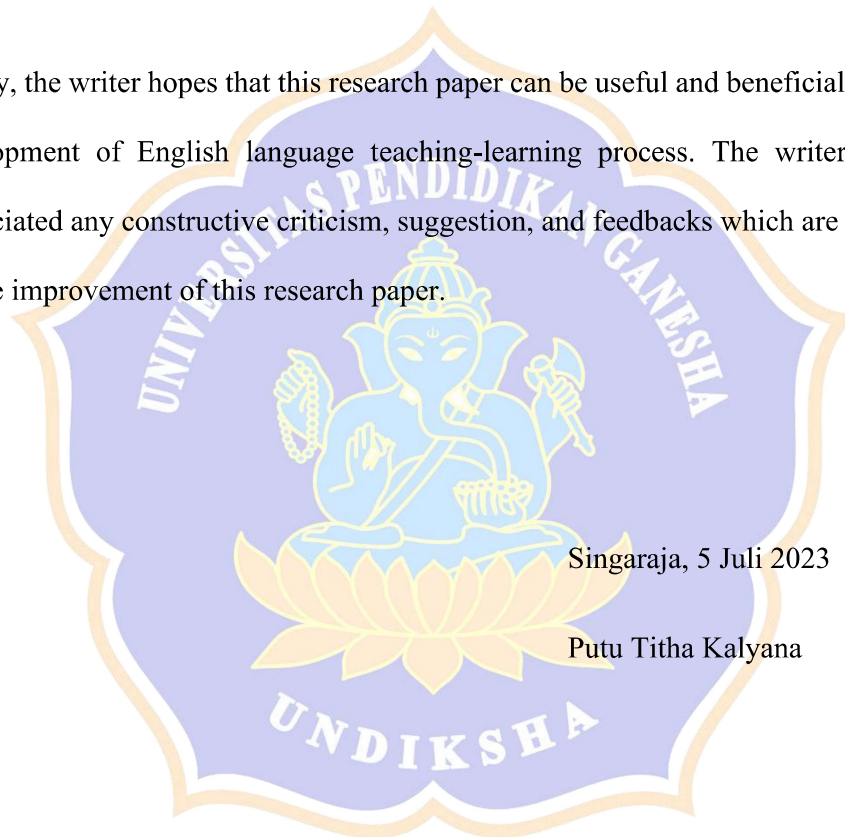 y, the writer hopes that this research paper can be useful and beneficial
opment of English language teaching-learning process. The writer
ciated any constructive criticism, suggestion, and feedbacks which are
e improvement of this research paper.
UNIVERSITAS PENDIDIKAN GANESHA
Singaraja, 5 Juli 2023
Putu Titha Kalyana
UNDIKSHA